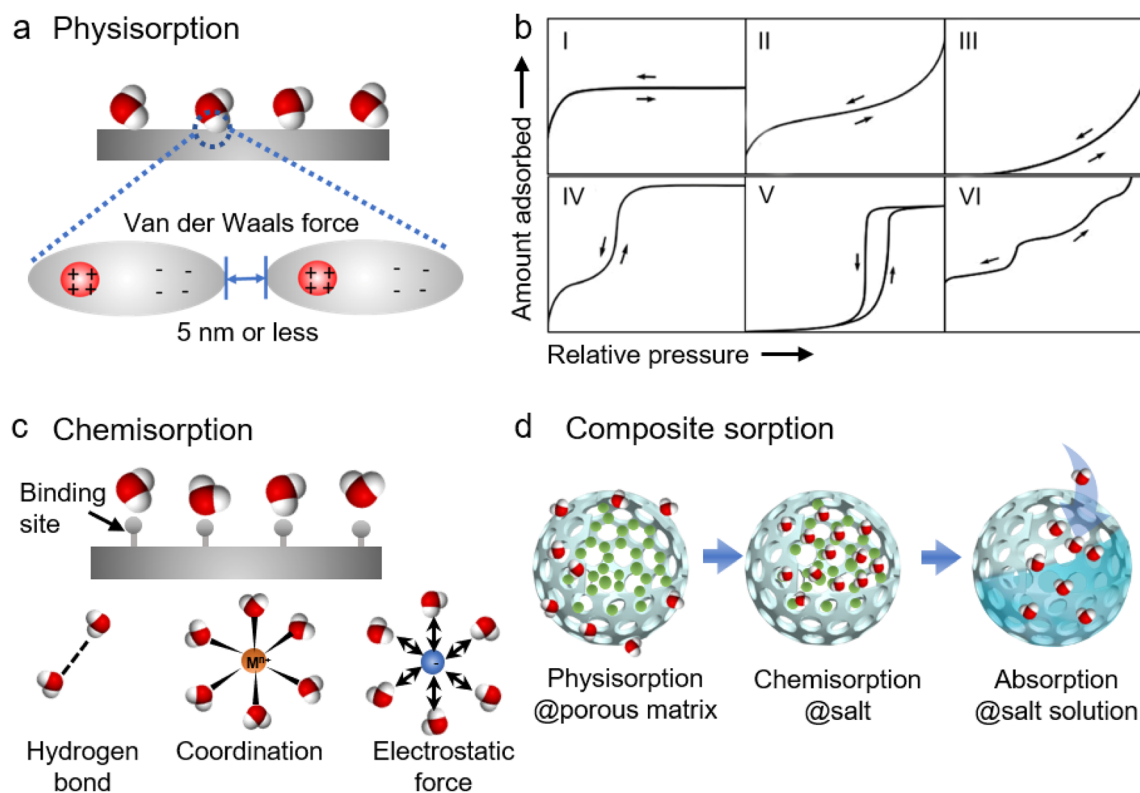 a Physisorption
Van der Waals force
+ +
+ +
- -
- -
+ +
+ +
- -
- -
5 nm or less
b
Amount adsorbed
I
II
III
IV
V
VI
Relative pressure
c Chemisorption
Binding
site
Mⁿ⁺
-
Hydrogen
bond
Coordination
Electrostatic
force
d Composite sorption
Physisorption
@porous matrix
Chemisorption
@salt
Absorption
@salt solution